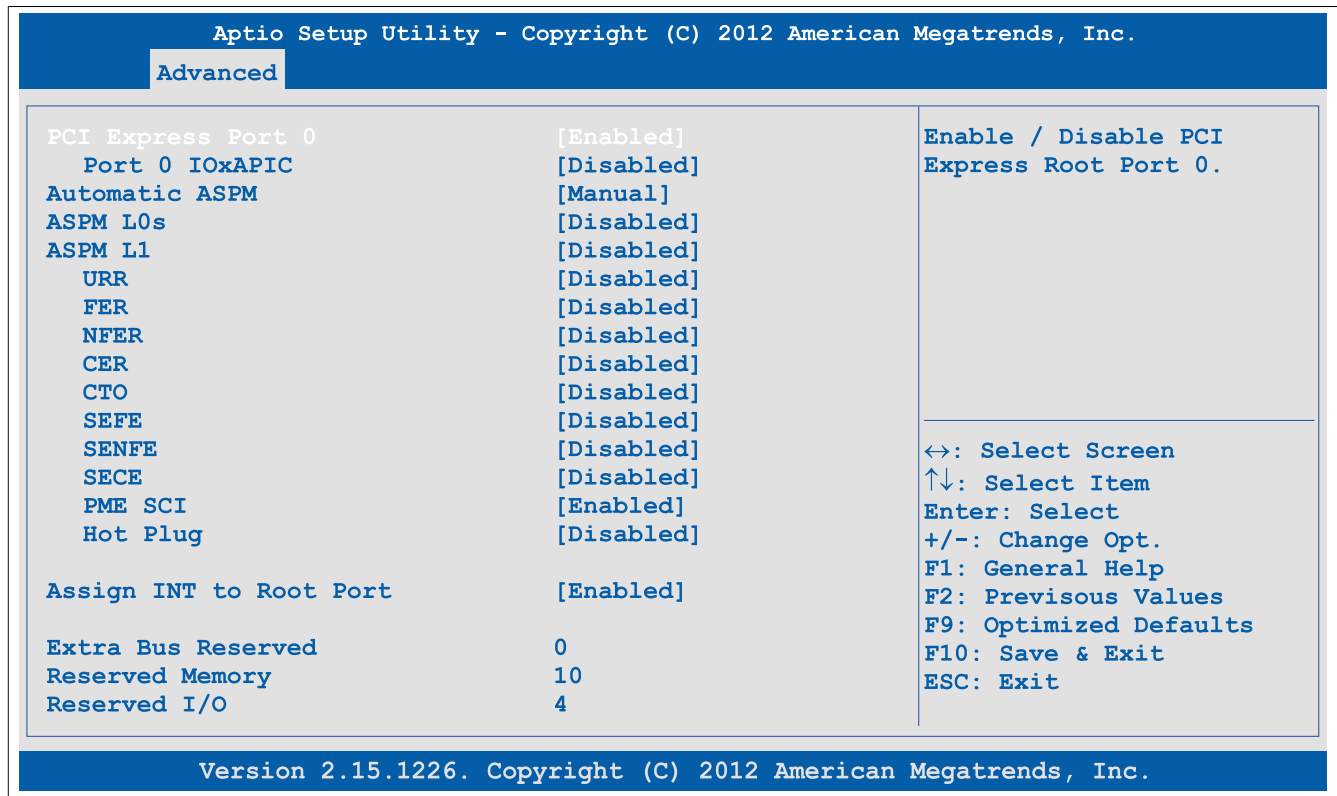 Aptio Setup Utility - Copyright (C) 2012 American Megatrends, Inc.
Advanced
PCI Express Port 0 [Enabled]
Port 0 IOxAPIC [Disabled]
Automatic ASPM [Manual]
ASPM L0s [Disabled]
ASPM L1 [Disabled]
URR [Disabled]
FER [Disabled]
NFER [Disabled]
CER [Disabled]
CTO [Disabled]
SEFE [Disabled]
SENFE [Disabled]
SECE [Disabled]
PME SCI [Enabled]
Hot Plug [Disabled]
Assign INT to Root Port [Enabled]
Extra Bus Reserved 0
Reserved Memory 10
Reserved I/O 4
Enable / Disable PCI
Express Root Port 0.
↔: Select Screen
↑↓: Select Item
Enter: Select
+/-: Change Opt.
F1: General Help
F2: Previsous Values
F9: Optimized Defaults
F10: Save & Exit
ESC: Exit
Version 2.15.1226. Copyright (C) 2012 American Megatrends, Inc.